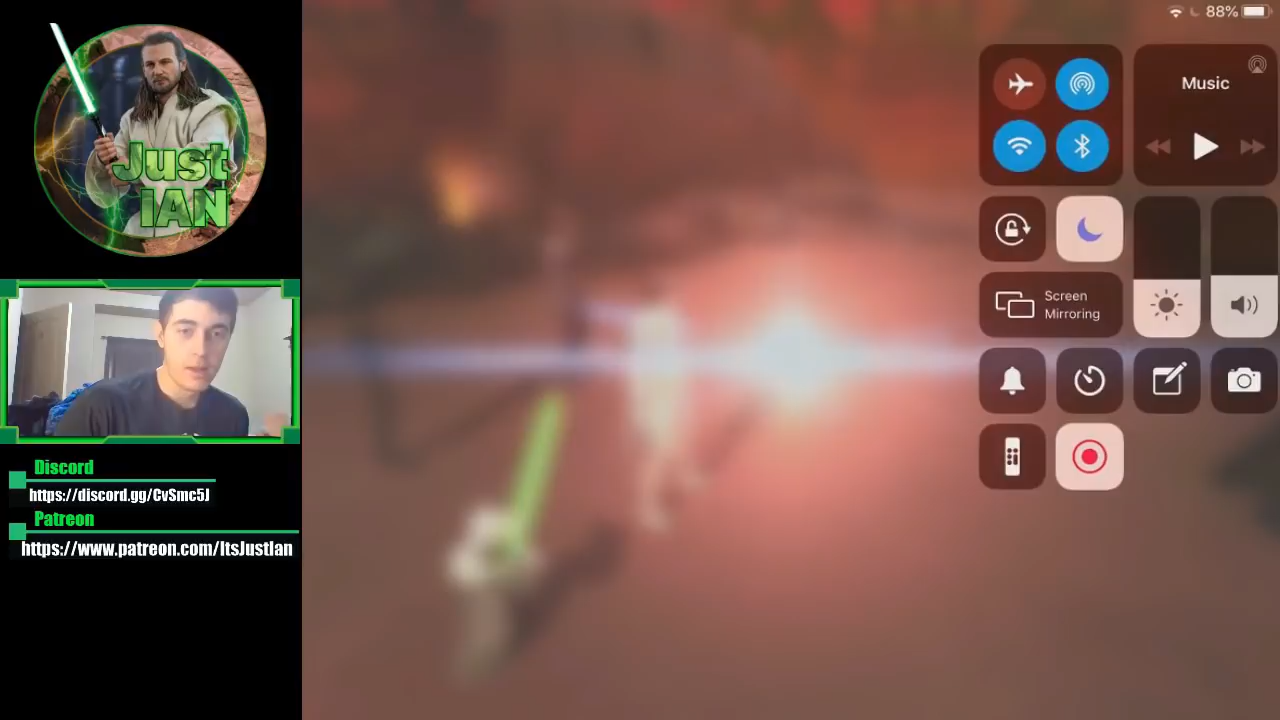 Just
IAN
Discord
https://discord.gg/CvSmc5J
Patreon
https://www.patreon.com/ItsJustIan
88%
Music
Screen
Mirroring